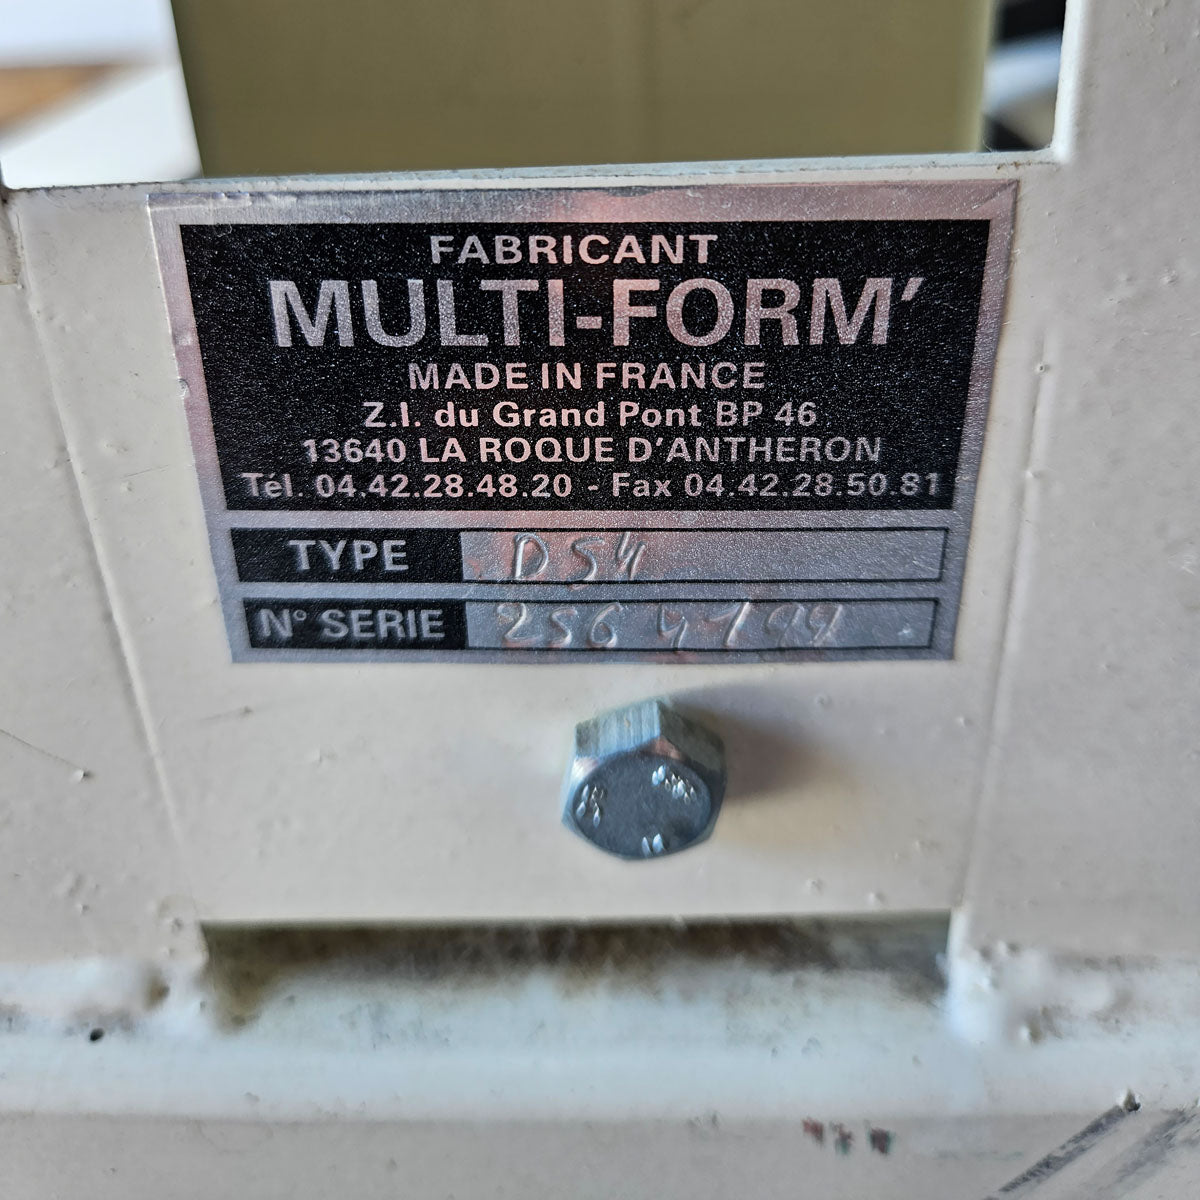 FABRICANT
MULTI-FORM'
MADE IN FRANCE
Z.I. du Grand Pont BP 46
13640 LA ROQUE D'ANTHERON
Tél. 04.42.28.48.20 - Fax 04.42.28.50.81
TYPE D54
N° SERIE